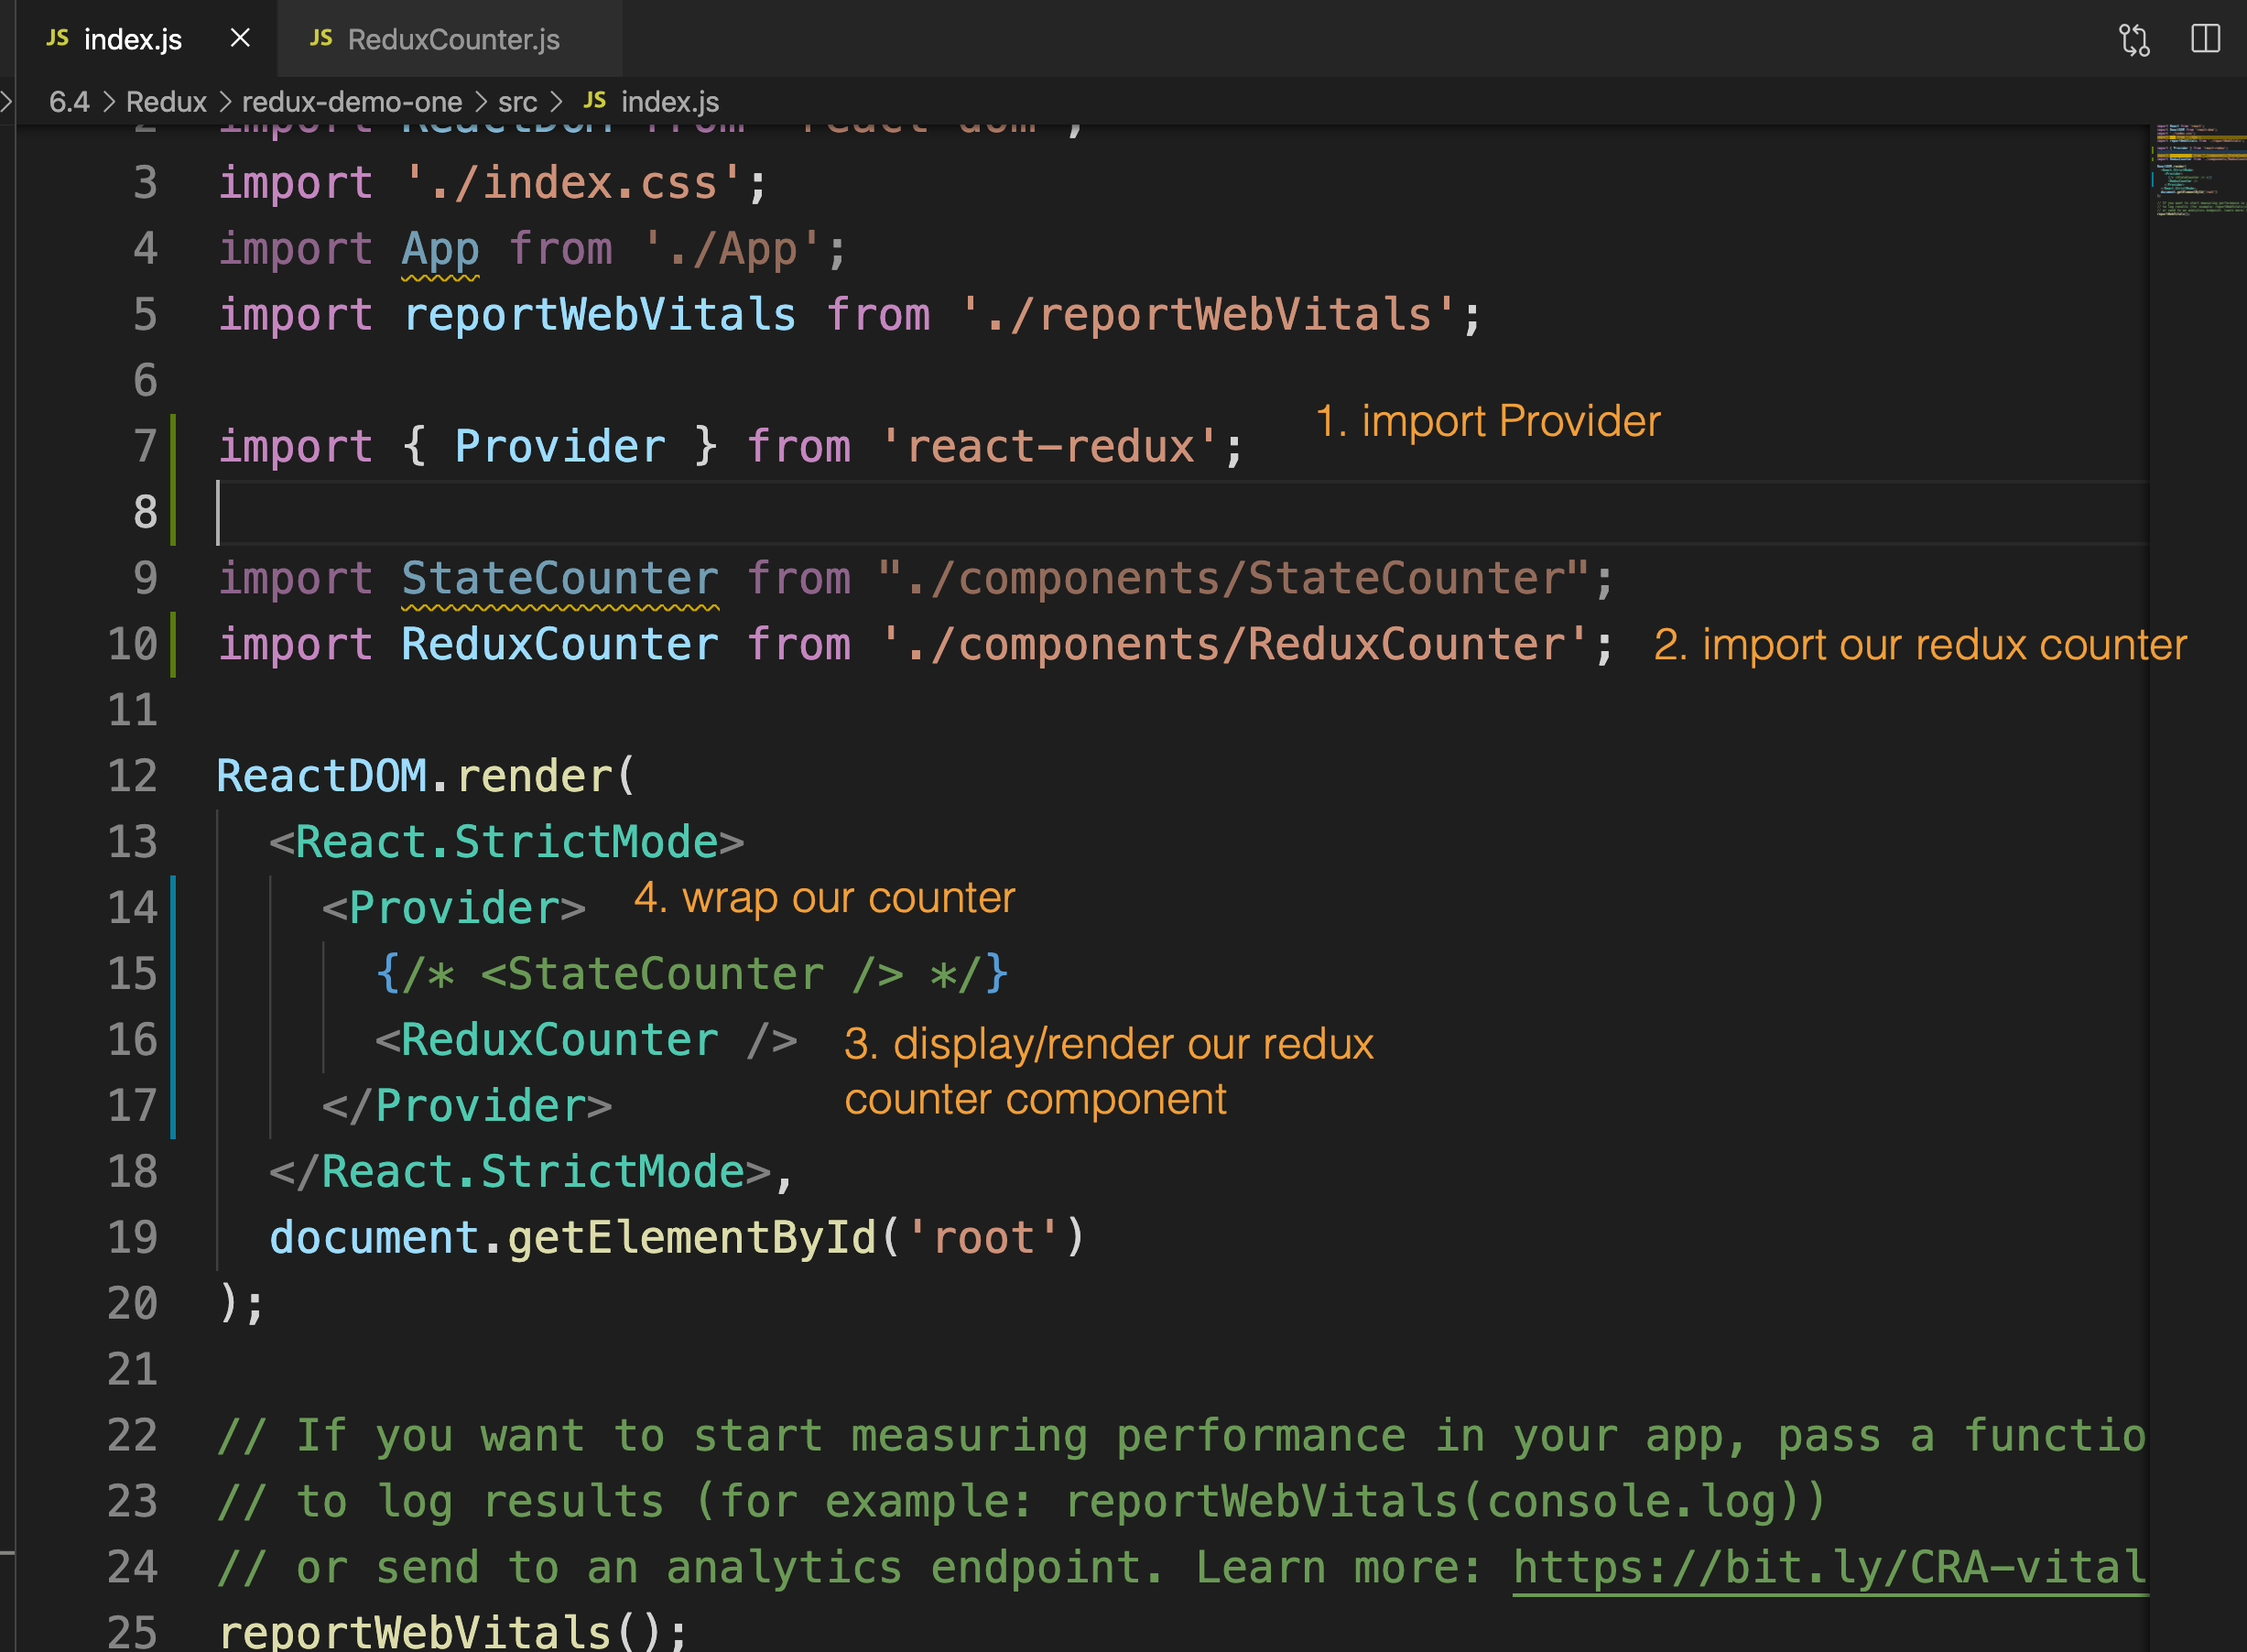 JS index.js × JS ReduxCounter.js
6.4 > Redux > redux-demo-one > src > JS index.js
2 import ReactDOM from 'react-dom';
3 import './index.css';
4 import App from './App';
5 import reportWebVitals from './reportWebVitals';
6
7 import { Provider } from 'react-redux'; 1. import Provider
8
9 import StateCounter from "./components/StateCounter";
10 import ReduxCounter from './components/ReduxCounter'; 2. import our redux counter
11
12 ReactDOM.render(
13 <React.StrictMode>
14 <Provider> 4. wrap our counter
15 {/* <StateCounter /> */}
16 <ReduxCounter /> 3. display/render our redux
17 </Provider> counter component
18 </React.StrictMode>,
19 document.getElementById('root')
20 );
21
22 // If you want to start measuring performance in your app, pass a functio
23 // to log results (for example: reportWebVitals(console.log))
24 // or send to an analytics endpoint. Learn more: https://bit.ly/CRA-vital
25 reportWebVitals();